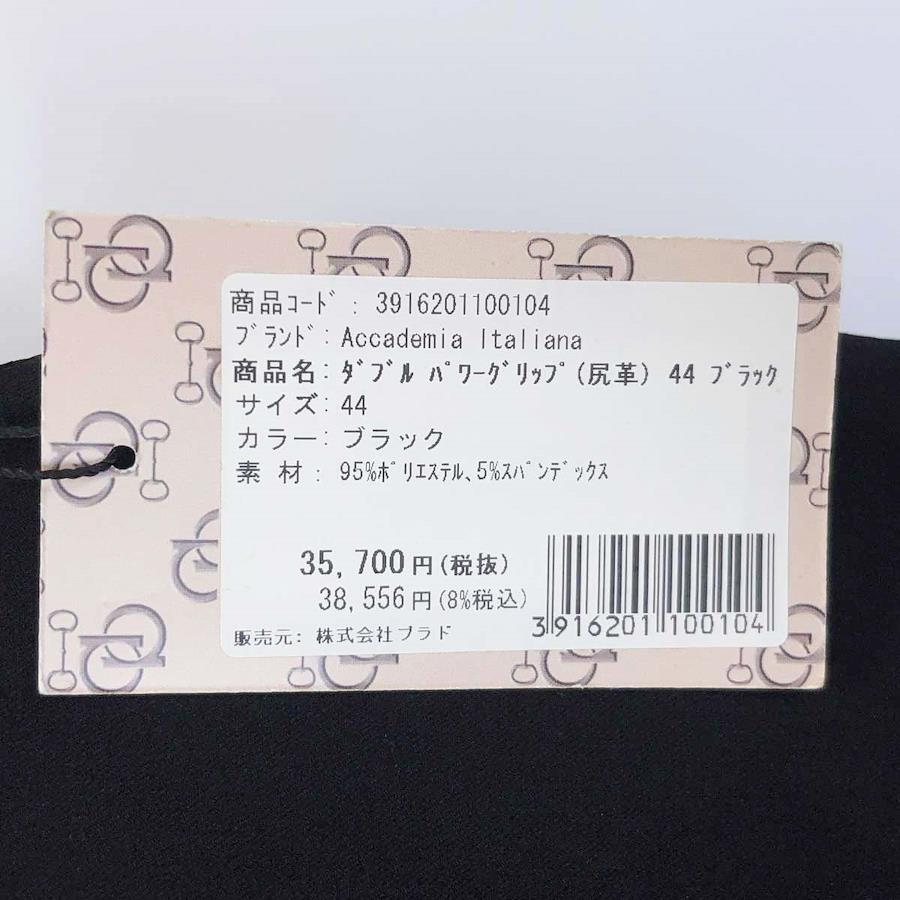 商品ｺｰﾄﾞ : 3916201100104
ﾌﾞﾗﾝﾄﾞ: Accademia Italiana
商品名: ﾀﾞﾌﾞﾙ ﾊﾟﾜｰｸﾞﾘｯﾌﾟ(尻革) 44 ﾌﾞﾗｯｸ
サイズ: 44
カラー: ブラック
素 材 : 95%ﾎﾟﾘｴｽﾃﾙ､5%ｽﾊﾟﾝﾃﾞｯｸｽ
35,700円(税抜)
38,556円(8%税込)
販売元: 株式会社プラド
3916201100104